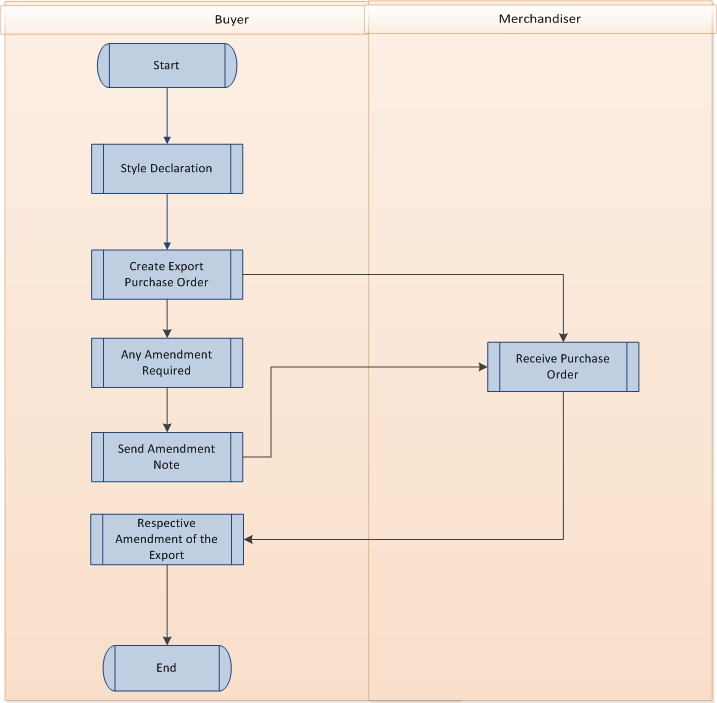 Buyer
Merchandiser
Start
Style Declaration
Create Export
Purchase Order
Any Amendment
Required
Receive Purchase
Order
Send Amendment
Note
Respective
Amendment of the
Export
End